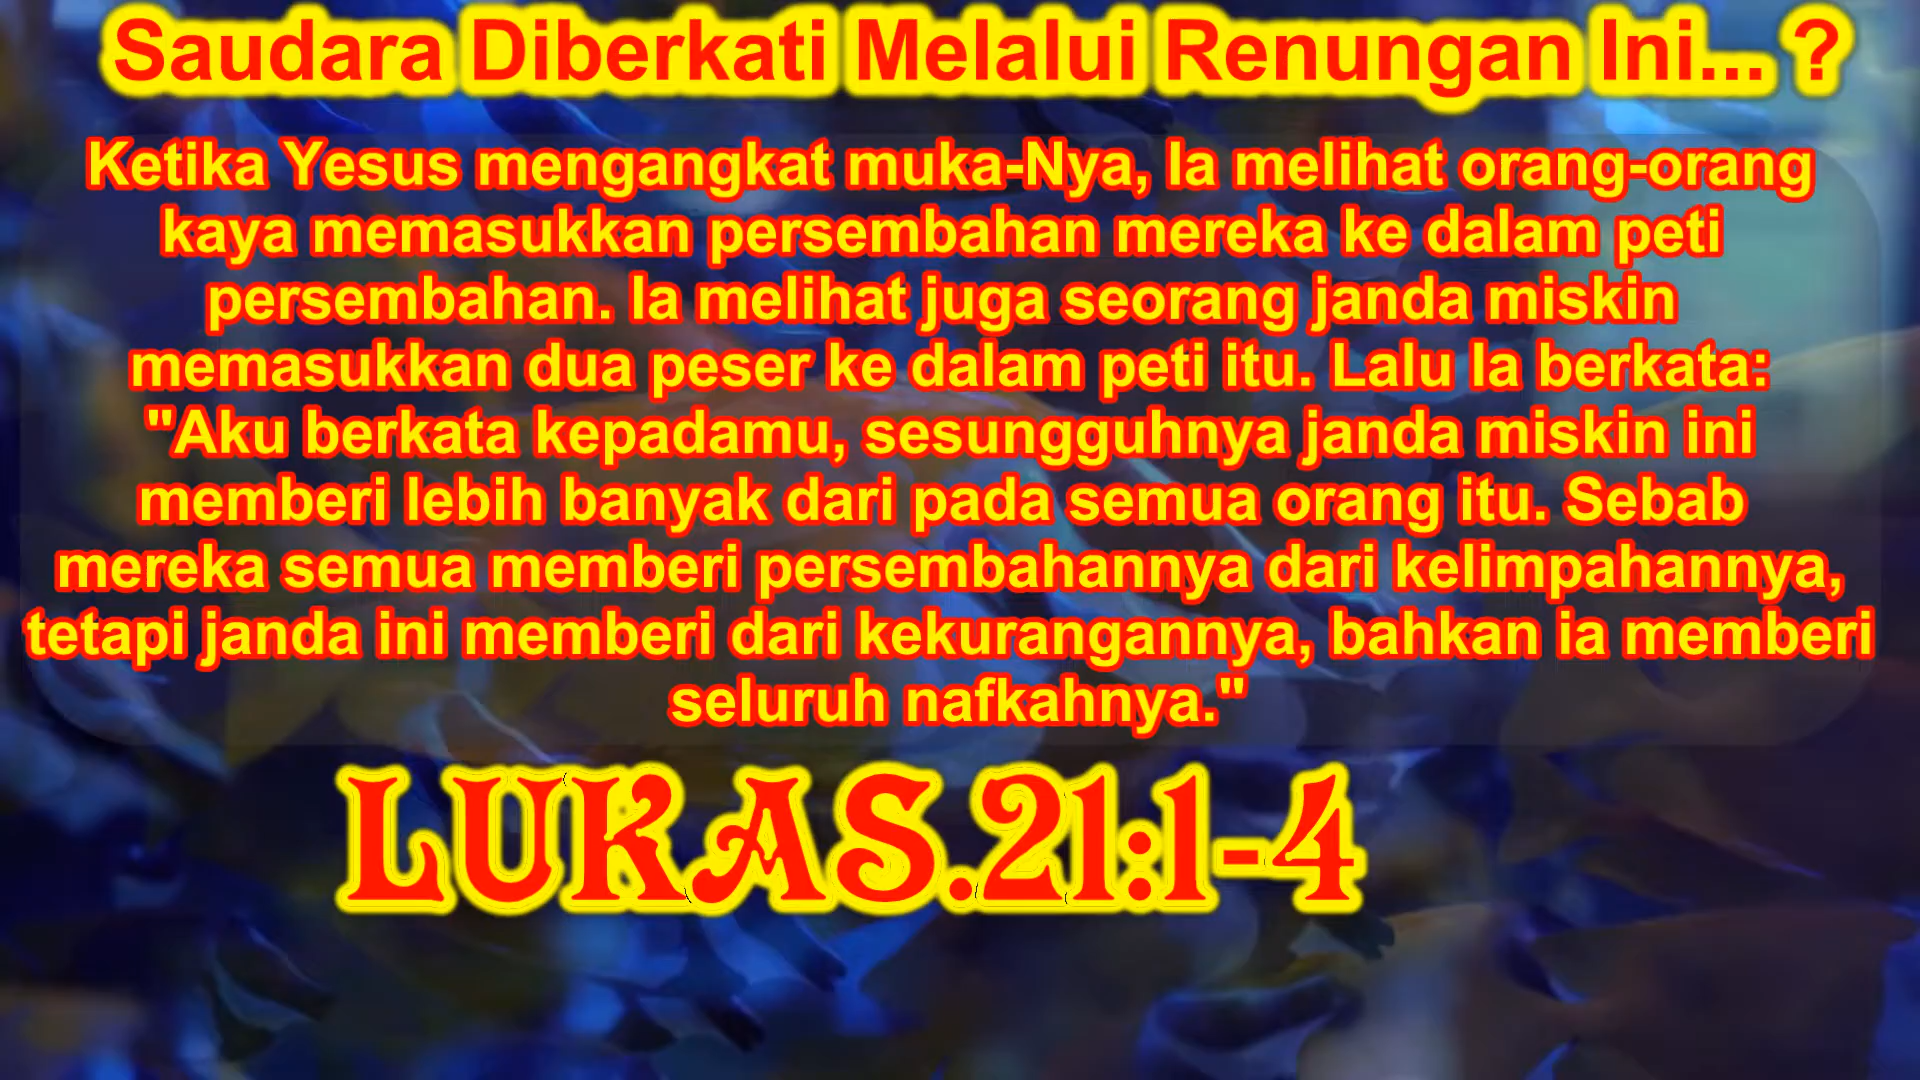 Saudara Diberkati Melalui Renungan Ini... ?
Ketika Yesus mengangkat muka-Nya, Ia melihat orang-orang
kaya memasukkan persembahan mereka ke dalam peti
persembahan. Ia melihat juga seorang janda miskin
memasukkan dua peser ke dalam peti itu. Lalu Ia berkata:
"Aku berkata kepadamu, sesungguhnya janda miskin ini
memberi lebih banyak dari pada semua orang itu. Sebab
mereka semua memberi persembahannya dari kelimpahannya,
tetapi janda ini memberi dari kekurangannya, bahkan ia memberi
seluruh nafkahnya."
LUKAS.21:1-4